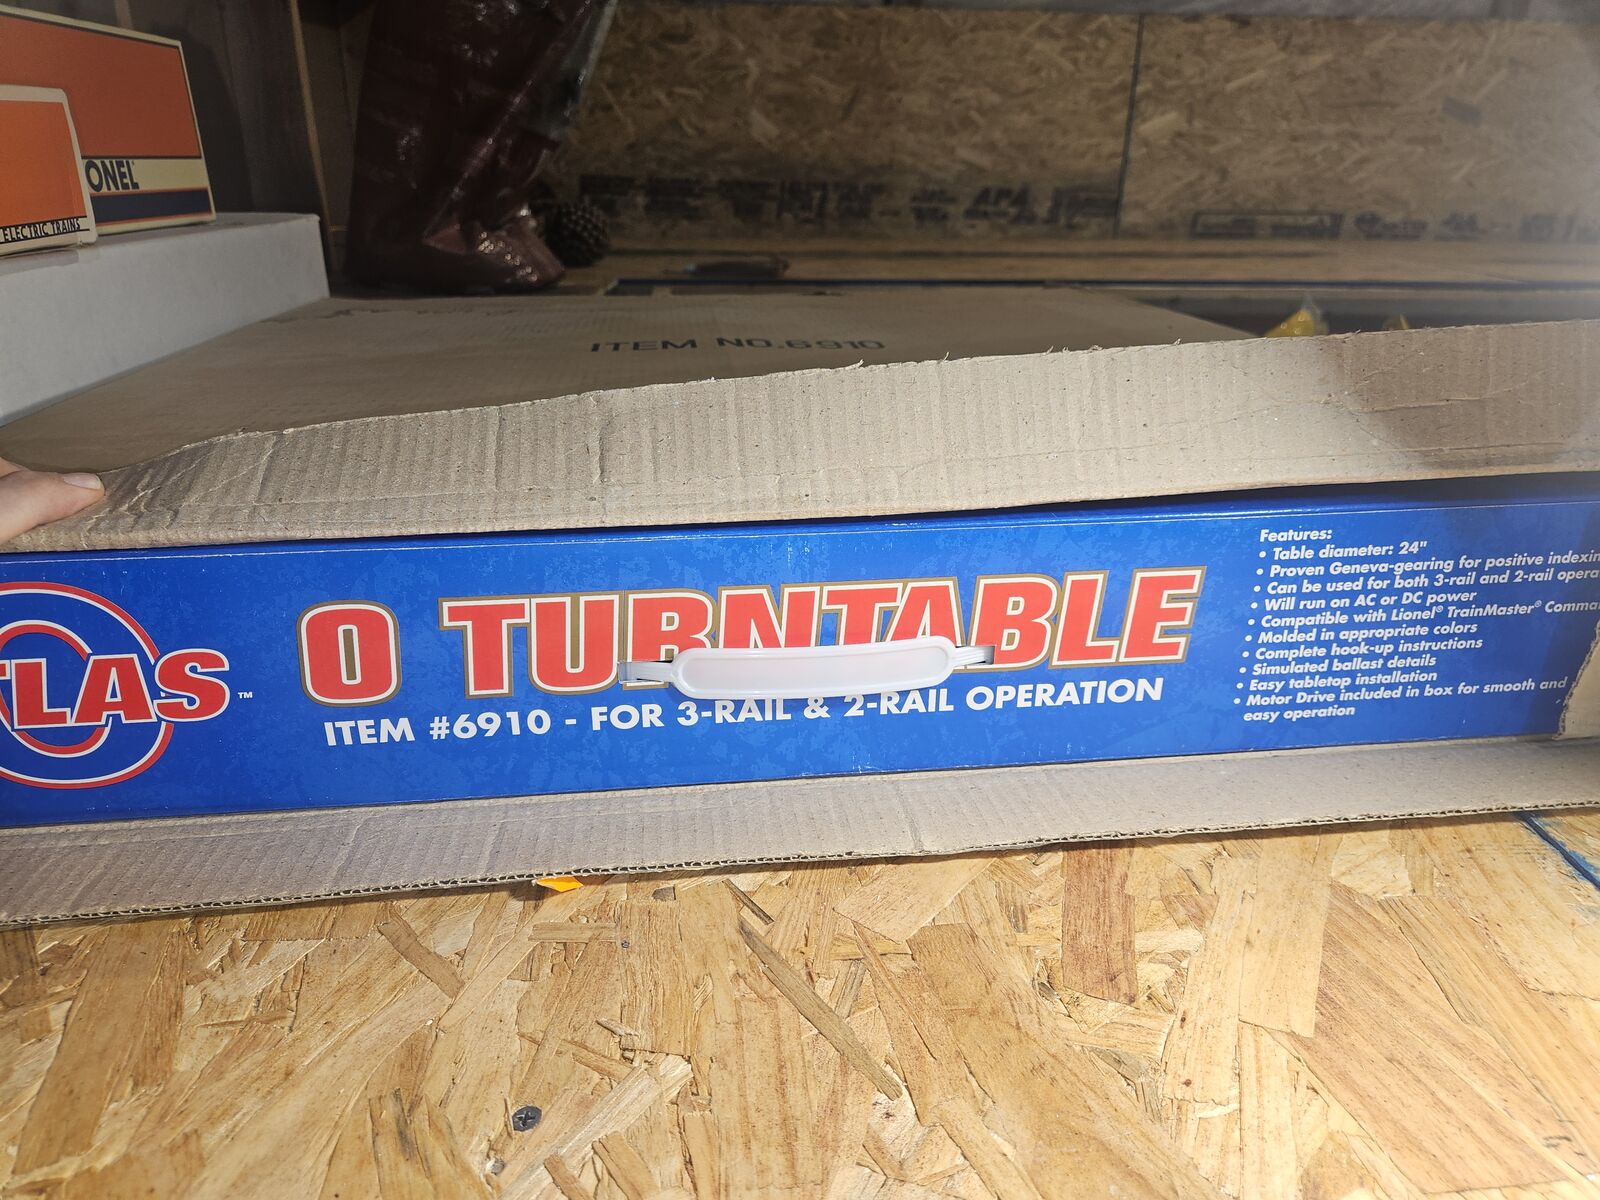 ONEL
ELECTRIC TRAINS
ITEM NO.6910
TLAS™
O TURNTABLE
ITEM #6910 - FOR 3-RAIL & 2-RAIL OPERATION
Features:
• Table diameter: 24"
• Proven Geneva-gearing for positive indexin
• Can be used for both 3-rail and 2-rail opera
• Will run on AC or DC power
• Compatible with Lionel® TrainMaster® Comma
• Molded in appropriate colors
• Complete hook-up instructions
• Simulated ballast details
• Easy tabletop installation
• Motor Drive included in box for smooth and
easy operation